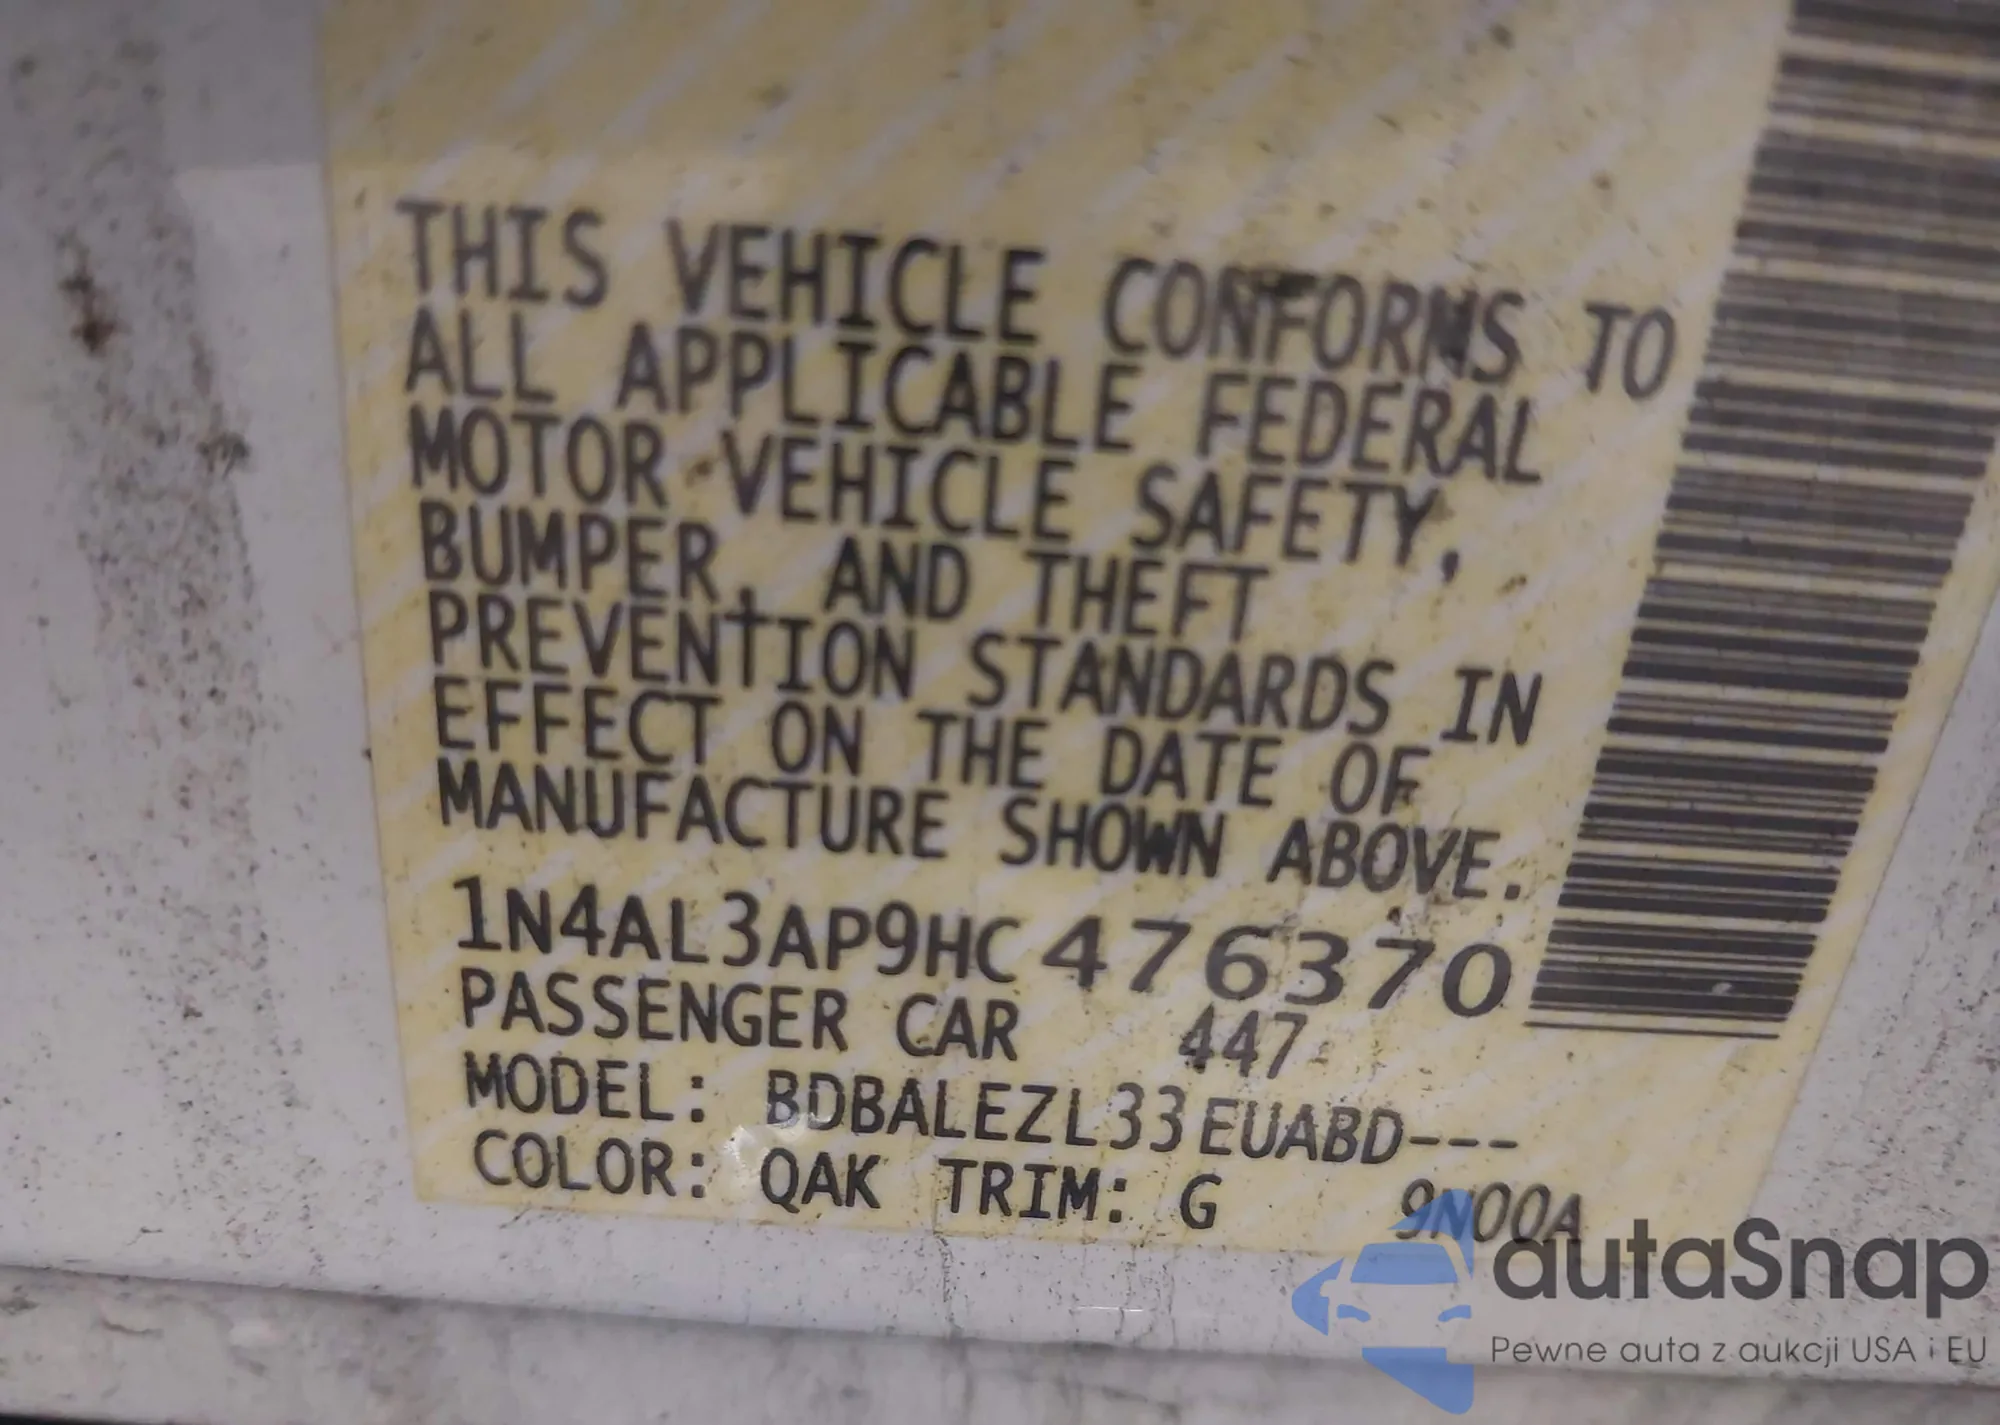 THIS VEHICLE CONFORMS TO
ALL APPLICABLE FEDERAL
MOTOR VEHICLE SAFETY,
BUMPER, AND THEFT
PREVENTION STANDARDS IN
EFFECT ON THE DATE OF
MANUFACTURE SHOWN ABOVE.
1N4AL3AP9HC476370
PASSENGER CAR 447
MODEL: BDBALEZL33EUABD---
COLOR: QAK TRIM: G 9N00A
autaSnap
Pewne auta z aukcji USA i EU